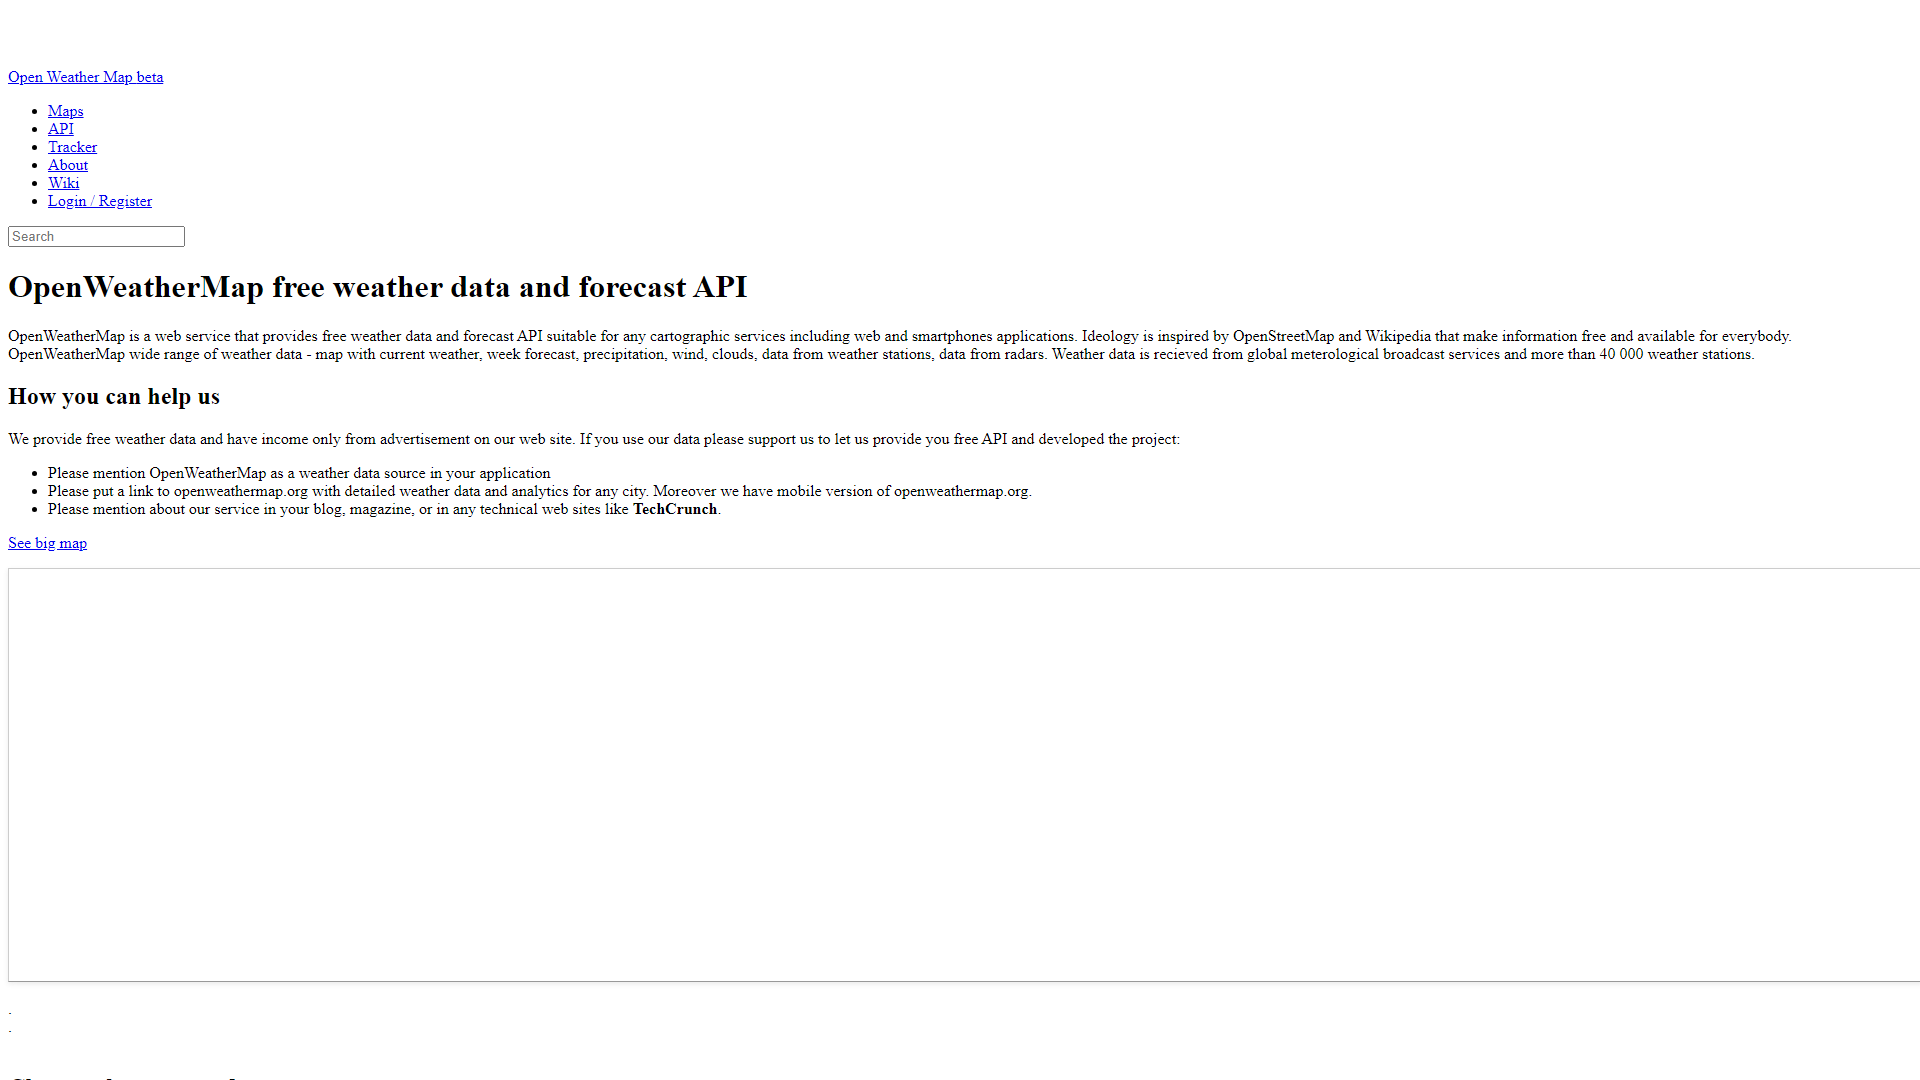 Open Weather Map beta
Maps
API
Tracker
About
Wiki
Login / Register
Search
OpenWeatherMap free weather data and forecast API
OpenWeatherMap is a web service that provides free weather data and forecast API suitable for any cartographic services including web and smartphones applications. Ideology is inspired by OpenStreetMap and Wikipedia that make information free and available for everybody.
OpenWeatherMap wide range of weather data - map with current weather, week forecast, precipitation, wind, clouds, data from weather stations, data from radars. Weather data is recieved from global meterological broadcast services and more than 40 000 weather stations.
How you can help us
We provide free weather data and have income only from advertisement on our web site. If you use our data please support us to let us provide you free API and developed the project:
Please mention OpenWeatherMap as a weather data source in your application
Please put a link to openweathermap.org with detailed weather data and analytics for any city. Moreover we have mobile version of openweathermap.org.
Please mention about our service in your blog, magazine, or in any technical web sites like TechCrunch.
See big map
.
.